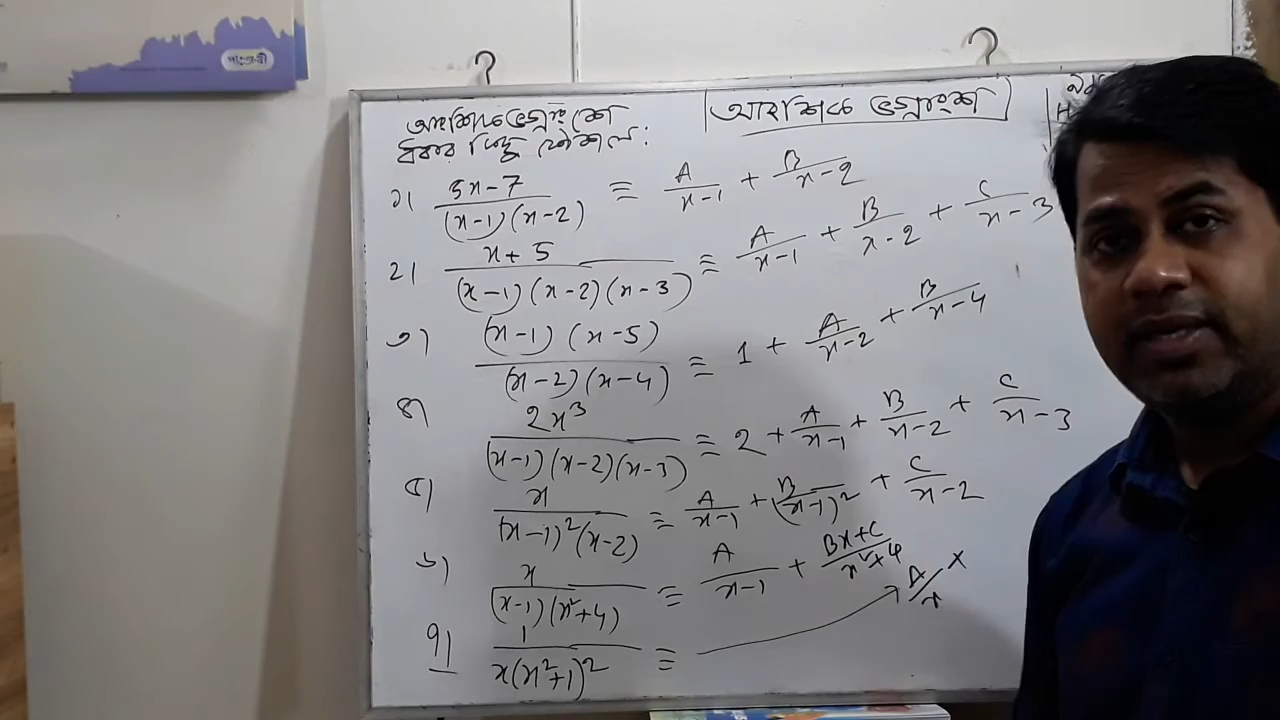 পাঞ্জেরী
আংশিক ভগ্নাংশে
ধরার কিছু কৌশল:
আংশিক ভগ্নাংশ
১। 5x-7/(x-1)(x-2) ≡ A/x-1 + B/x-2
২। x+5/(x-1)(x-2)(x-3) ≡ A/x-1 + B/x-2 + C/x-3
৩) (x-1)(x-5)/(x-2)(x-4) ≡ 1 + A/x-2 + B/x-4
৪) 2x³/(x-1)(x-2)(x-3) ≡ 2 + A/x-1 + B/x-2 + C/x-3
৫) x/(x-1)²(x-2) ≡ A/x-1 + B/(x-1)² + C/x-2
৬) x/(x-1)(x²+4) ≡ A/x-1 + Bx+C/x²+4
৭) 1/x(x²+1)² ≡ A/x